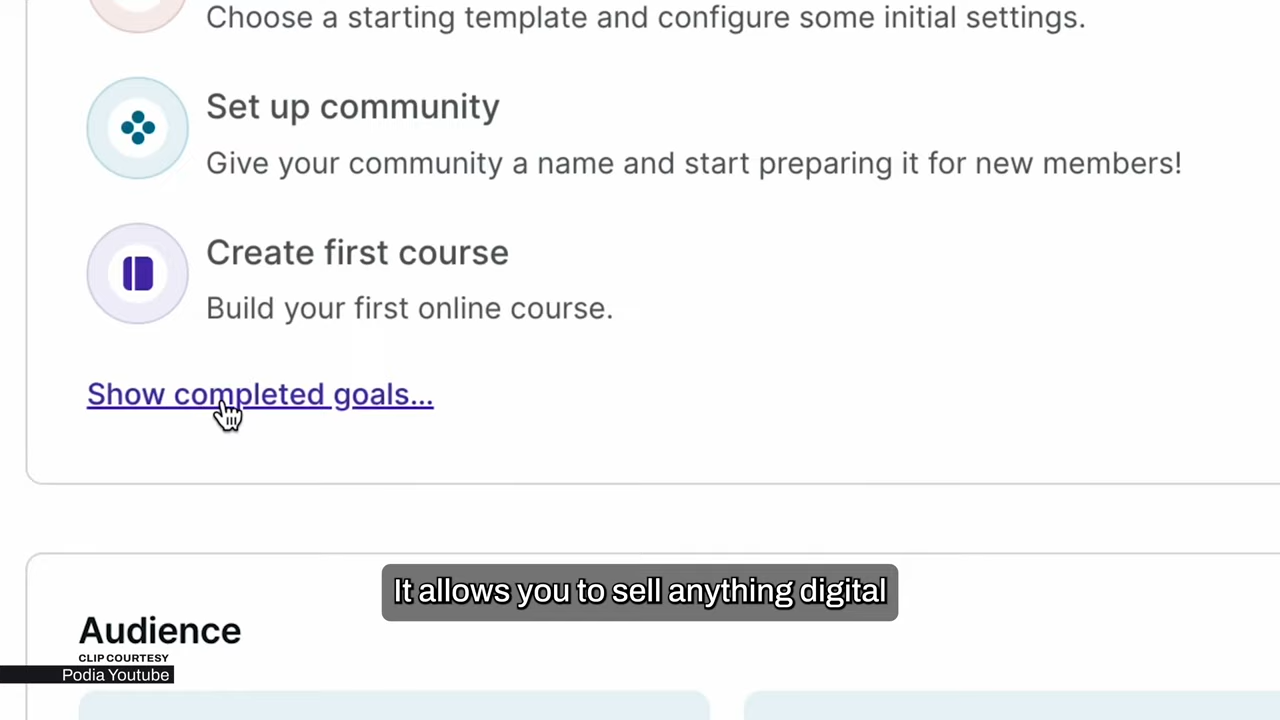 Choose a starting template and configure some initial settings.
Set up community
Give your community a name and start preparing it for new members!
Create first course
Build your first online course.
Show completed goals...
It allows you to sell anything digital
Audience
CLIP COURTESY
Podia Youtube